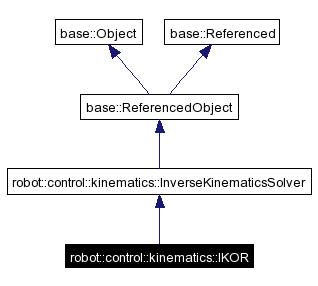 base::Object
base::Referenced
base::ReferencedObject
robot::control::kinematics::InverseKinematicsSolver
robot::control::kinematics::IKOR